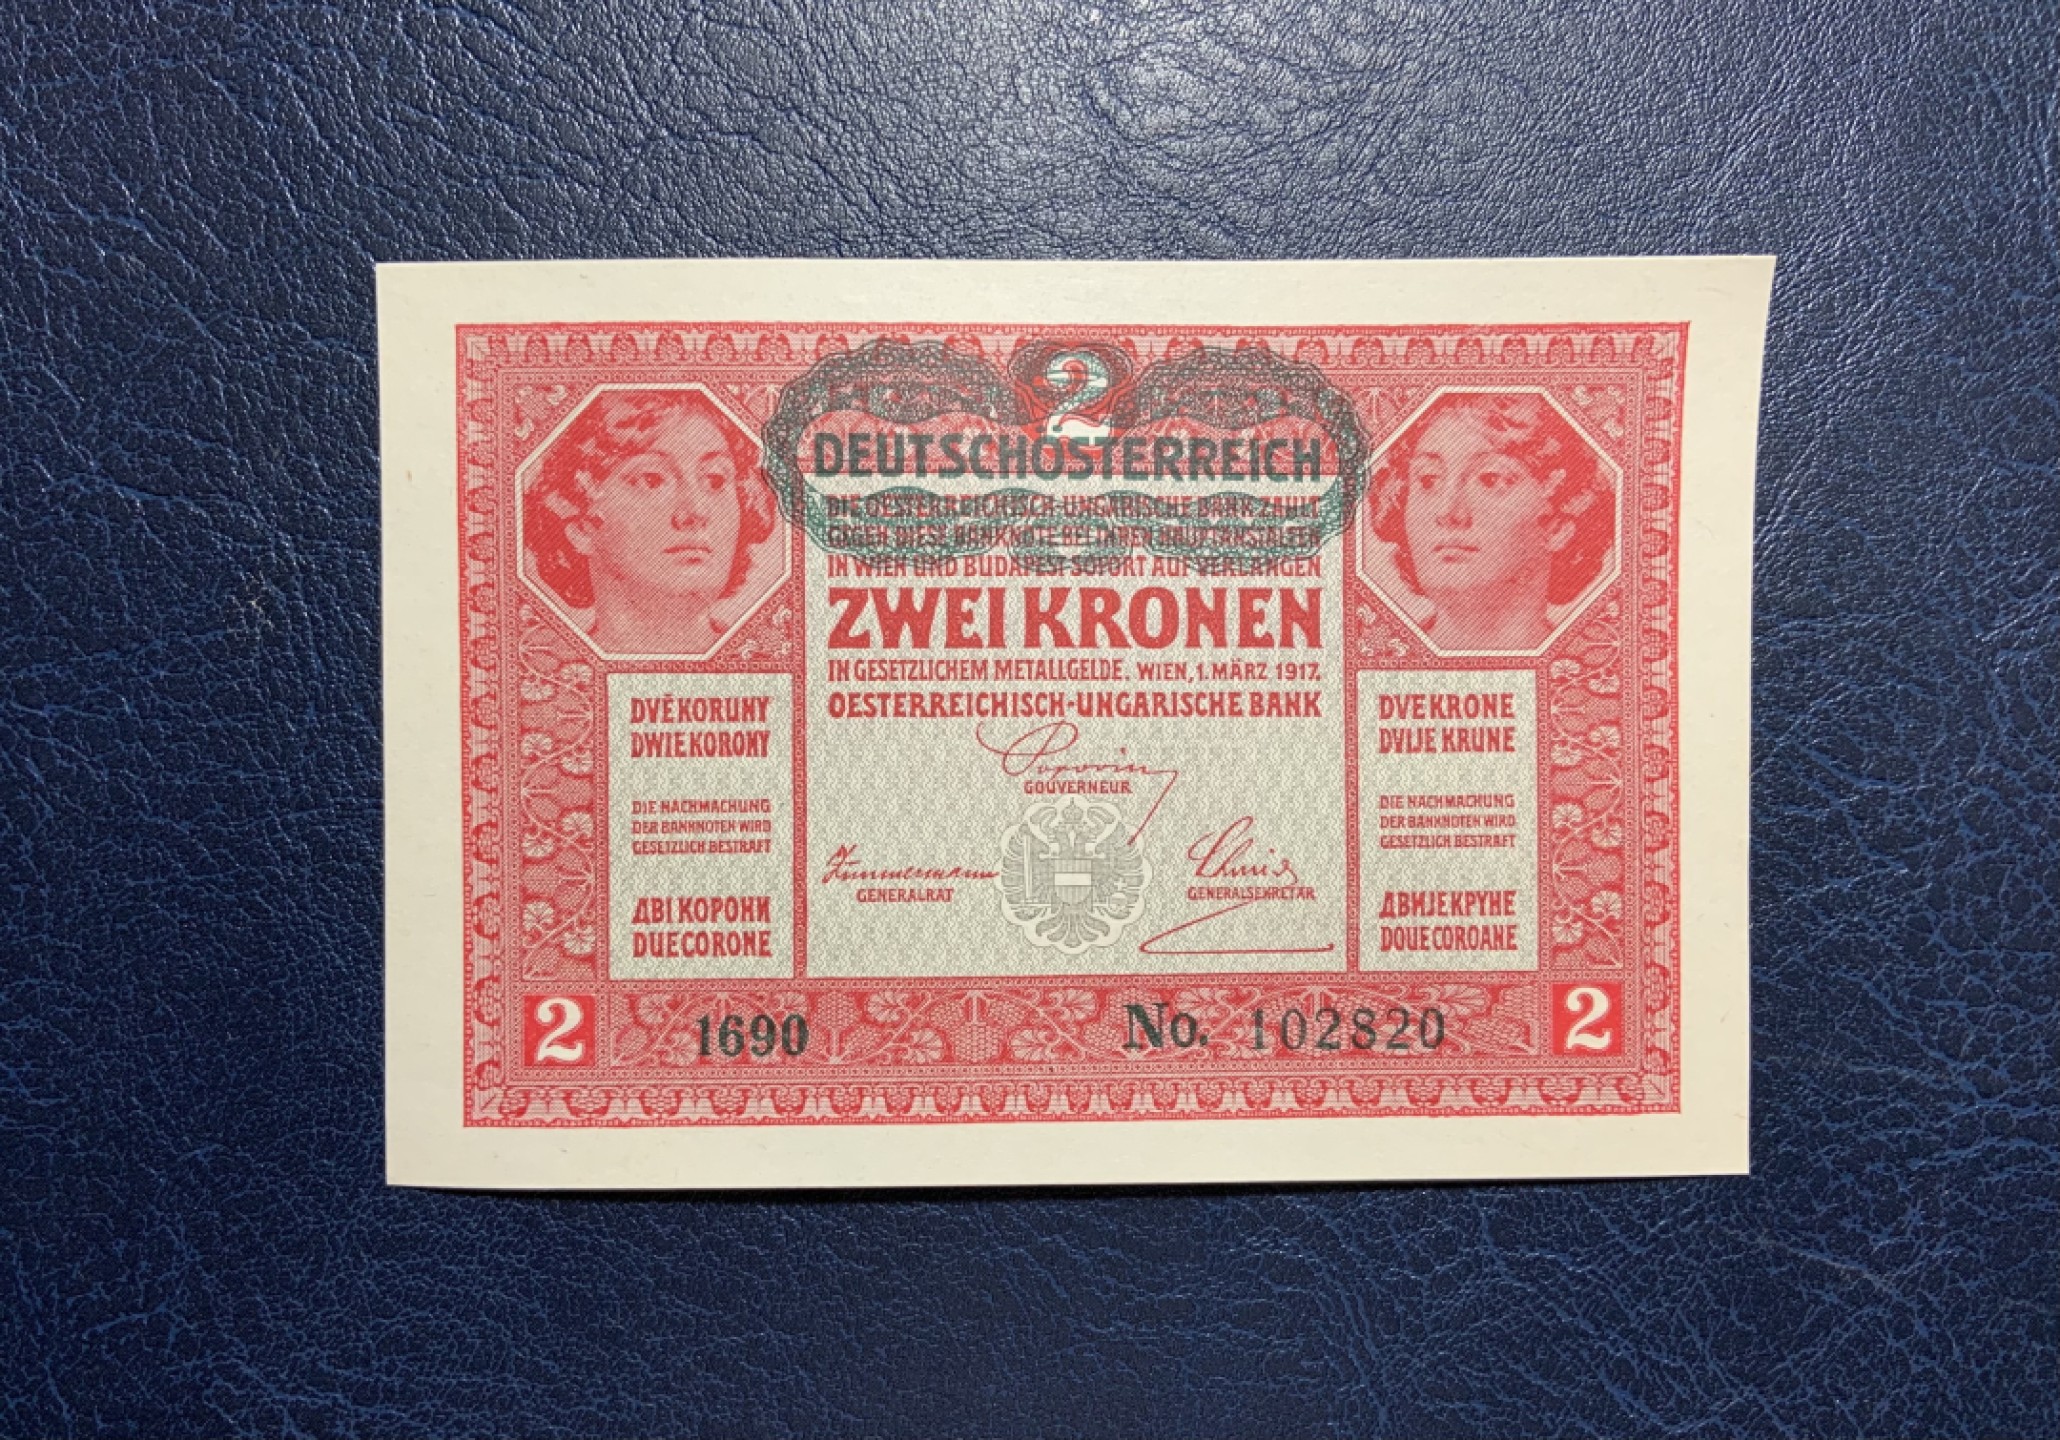 2
DEUTSCHÖSTERREICH
DIE OESTERREICHISCH-UNGARISCHE BANK ZAHLT
GEGEN DIESE BANKNOTE BEI IHREN HAUPTANSTALTEN
IN WIEN UND BUDAPEST SOFORT AUF VERLANGEN
ZWEI KRONEN
IN GESETZLICHEM METALLGELDE. WIEN, 1. MÄRZ 1917.
OESTERREICHISCH-UNGARISCHE BANK
Popovics
GOUVERNEUR
Zimmermann
GENERALRAT
Schmid
GENERALSEKRETÄR
DVĚ KORUNY
DWIE KORONY
DIE NACHMACHUNG
DER BANKNOTEN WIRD
GESETZLICH BESTRAFT
ДВІ КОРОНИ
DUE CORONE
DVE KRONE
DVIJE KRUNE
DIE NACHMACHUNG
DER BANKNOTEN WIRD
GESETZLICH BESTRAFT
ДВИЈЕ КРУНЕ
DOUE COROANE
2
1690
No. 102820
2